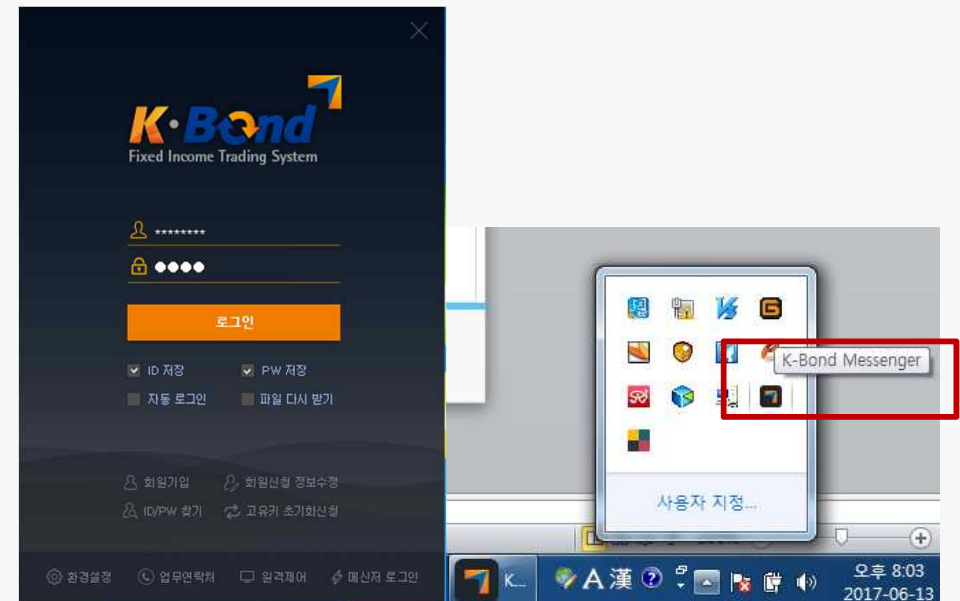 K·Bond
Fixed Income Trading System
********
로그인
ID 저장
PW 저장
자동 로그인
파일 다시 받기
회원가입
회원신청 정보수정
ID/PW 찾기
고유키 초기화신청
환경설정
업무연락처
원격제어
메신저 로그인
K-Bond Messenger
사용자 지정...
K...
A 漢
오후 8:03
2017-06-13